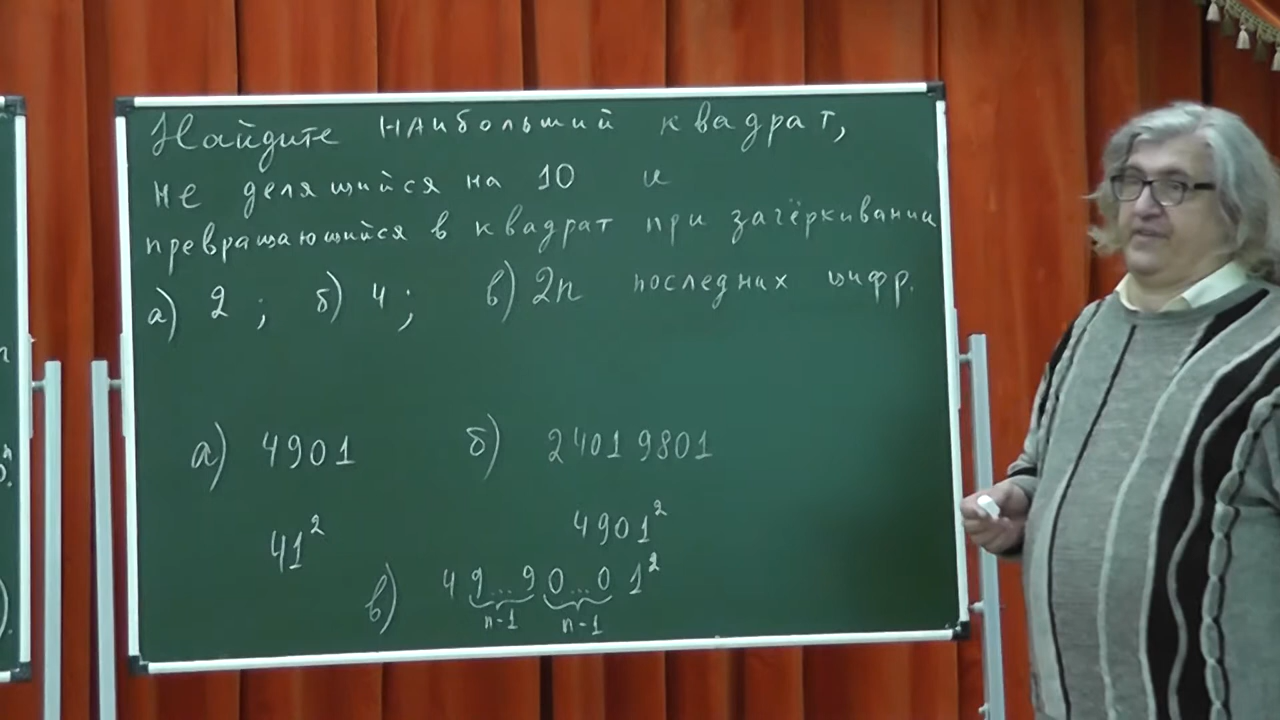 Найдите наибольший квадрат,
не делящийся на 10 и
превращающийся в квадрат при зачёркивании
а) 2 ; б) 4 ; в) 2n последних цифр.
а) 4901 б) 24019801
41² 4901²
в) 49...90...01²
n-1 n-1